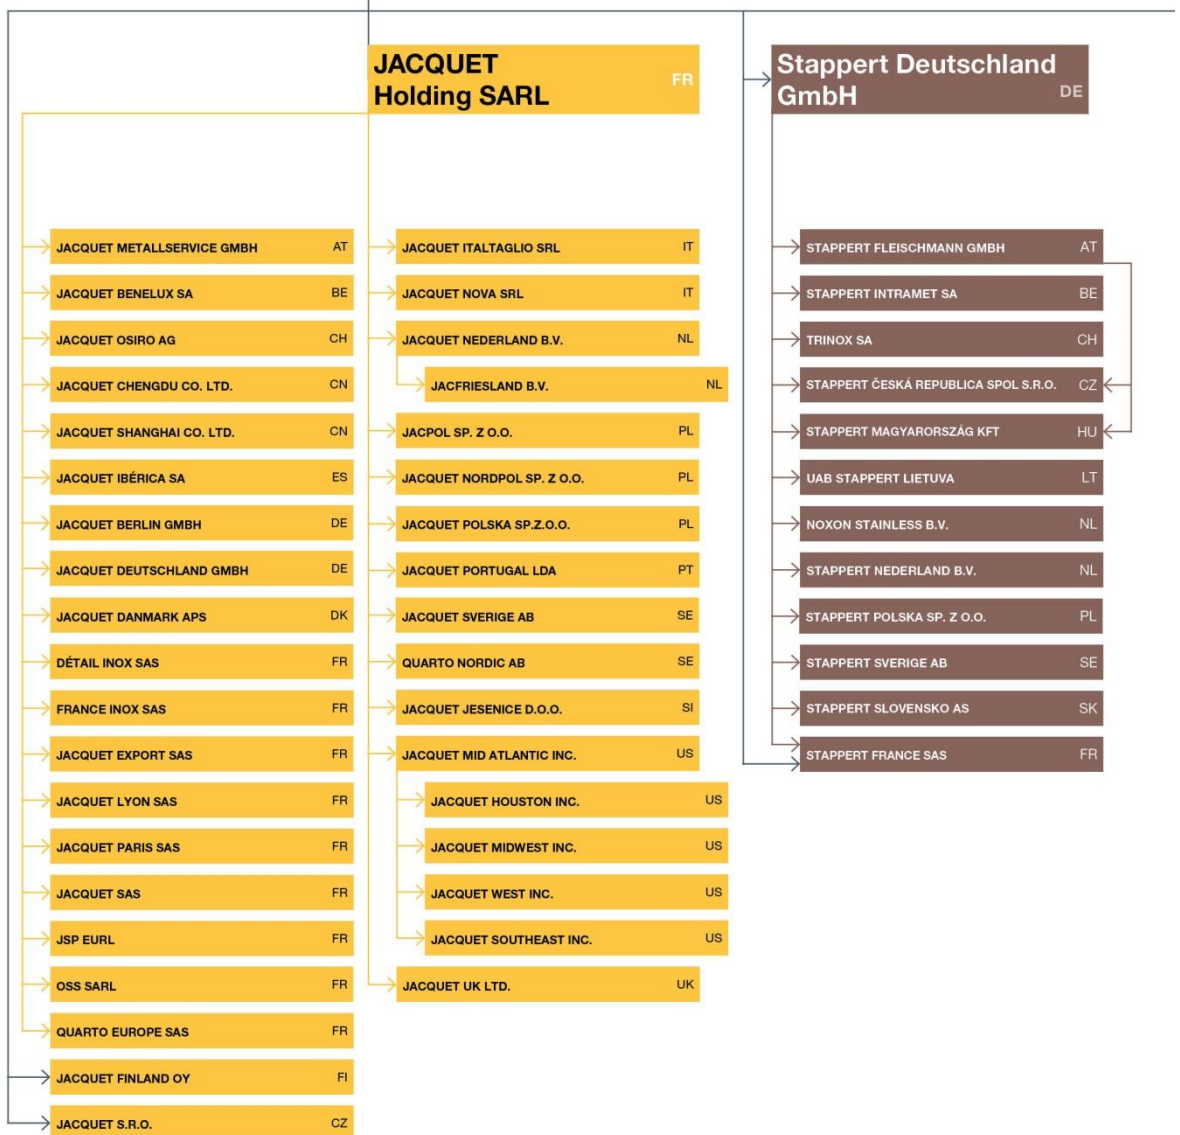 JACQUET
Holding SARL FR
JACQUET METALLSERVICE GMBH AT
JACQUET BENELUX SA BE
JACQUET OSIRO AG CH
JACQUET CHENGDU CO. LTD. CN
JACQUET SHANGHAI CO. LTD. CN
JACQUET IBÉRICA SA ES
JACQUET BERLIN GMBH DE
JACQUET DEUTSCHLAND GMBH DE
JACQUET DANMARK APS DK
DÉTAIL INOX SAS FR
FRANCE INOX SAS FR
JACQUET EXPORT SAS FR
JACQUET LYON SAS FR
JACQUET PARIS SAS FR
JACQUET SAS FR
JSP EURL FR
OSS SARL FR
QUARTO EUROPE SAS FR
JACQUET FINLAND OY FI
JACQUET S.R.O. CZ
JACQUET ITALTAGLIO SRL IT
JACQUET NOVA SRL IT
JACQUET NEDERLAND B.V. NL
JACFRIESLAND B.V. NL
JACPOL SP. Z O.O. PL
JACQUET NORDPOL SP. Z O.O. PL
JACQUET POLSKA SP.Z.O.O. PL
JACQUET PORTUGAL LDA PT
JACQUET SVERIGE AB SE
QUARTO NORDIC AB SE
JACQUET JESENICE D.O.O. SI
JACQUET MID ATLANTIC INC. US
JACQUET HOUSTON INC. US
JACQUET MIDWEST INC. US
JACQUET WEST INC. US
JACQUET SOUTHEAST INC. US
JACQUET UK LTD. UK
Stappert Deutschland
GmbH DE
STAPPERT FLEISCHMANN GMBH AT
STAPPERT INTRAMET SA BE
TRINOX SA CH
STAPPERT ČESKÁ REPUBLICA SPOL S.R.O. CZ
STAPPERT MAGYARORSZÁG KFT HU
UAB STAPPERT LIETUVA LT
NOXON STAINLESS B.V. NL
STAPPERT NEDERLAND B.V. NL
STAPPERT POLSKA SP. Z O.O. PL
STAPPERT SVERIGE AB SE
STAPPERT SLOVENSKO AS SK
STAPPERT FRANCE SAS FR